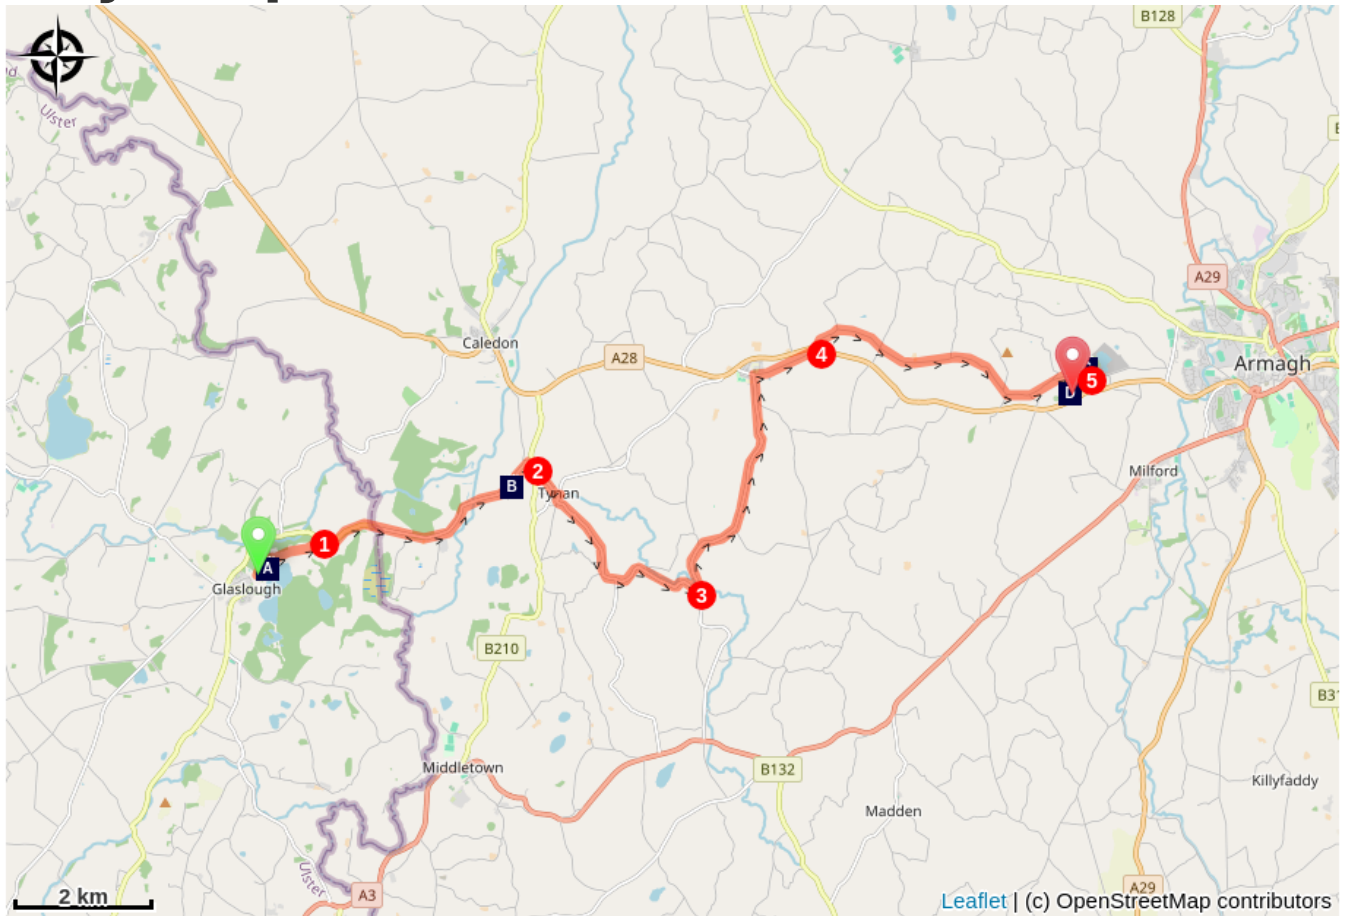 B128
Ulster
A29
Caledon
A28
4
Armagh
5
D
2
B
Tynan
Milford
1
A
Glaslough
3
B210
Middletown
B132
Killyfaddy
Madden
Ulster
A3
A29
2 km
Leaflet | (c) OpenStreetMap contributors